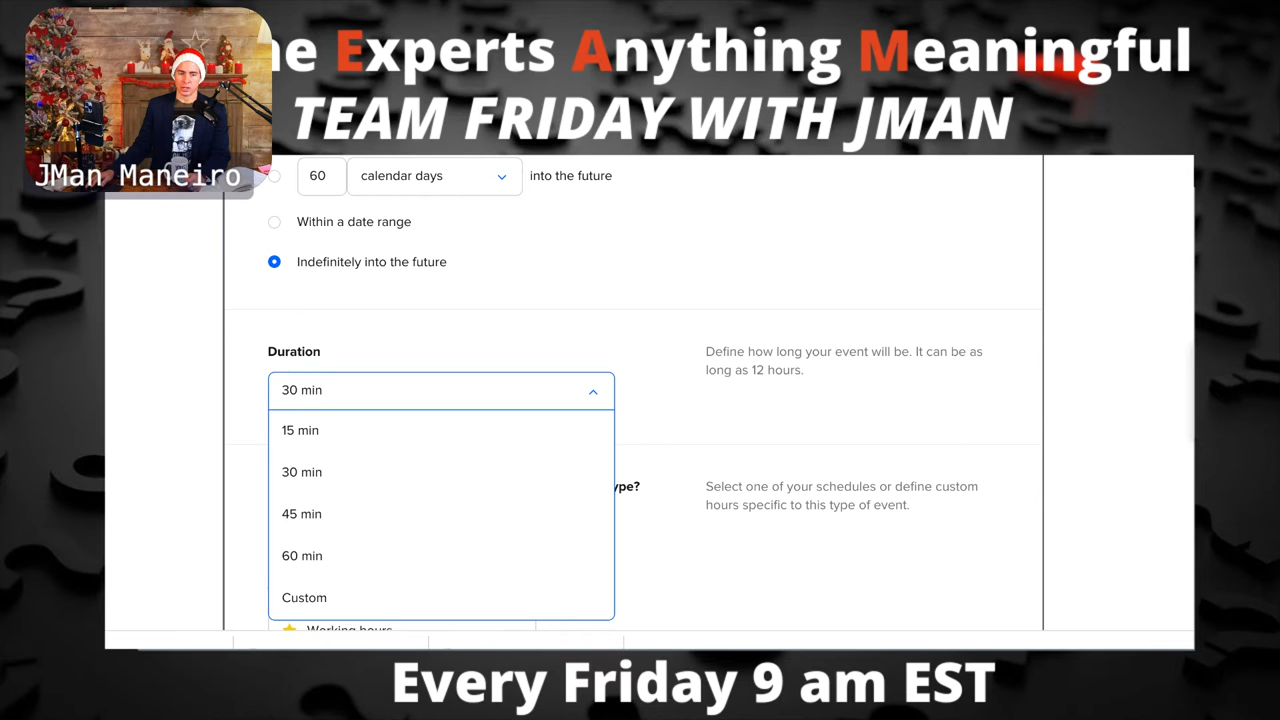 ne Experts Anything Meaningful
TEAM FRIDAY WITH JMAN
JMan Maneiro
60 calendar days into the future
Within a date range
Indefinitely into the future
Duration
Define how long your event will be. It can be as
long as 12 hours.
30 min
15 min
30 min
45 min
60 min
Custom
ype?
Select one of your schedules or define custom
hours specific to this type of event.
Working hours
Every Friday 9 am EST